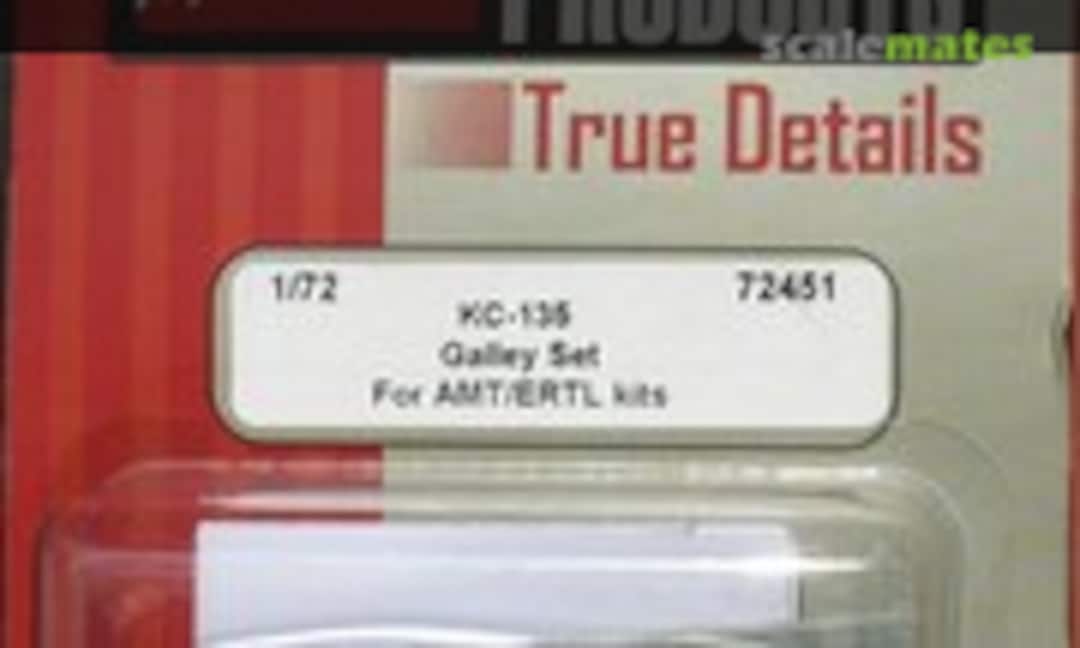 PRODUCTS
scalemates
True Details
1/72
72451
KC-135
Galley Set
For AMT/ERTL kits